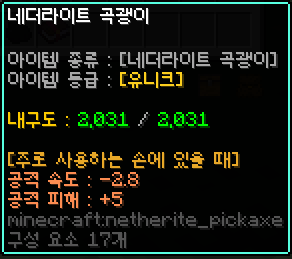 네더라이트 곡괭이
아이템 종류 : [네더라이트 곡괭이]
아이템 등급 : [유니크]
내구도 : 2,031 / 2,031
[주로 사용하는 손에 있을 때]
공격 속도 : -2.8
공격 피해 : +5
minecraft:netherite_pickaxe
구성 요소 17개